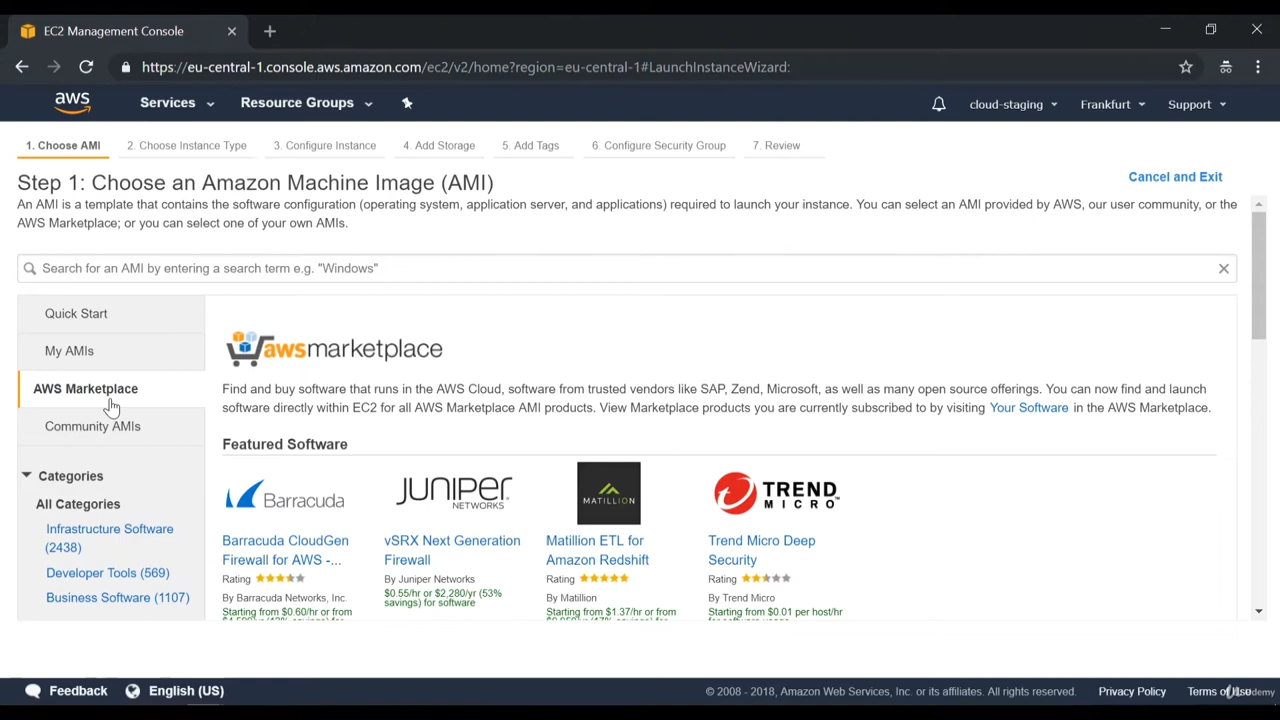 EC2 Management Console
https://eu-central-1.console.aws.amazon.com/ec2/v2/home?region=eu-central-1#LaunchInstanceWizard:
aws Services Resource Groups cloud-staging Frankfurt Support
1. Choose AMI 2. Choose Instance Type 3. Configure Instance 4. Add Storage 5. Add Tags 6. Configure Security Group 7. Review
Step 1: Choose an Amazon Machine Image (AMI) Cancel and Exit
An AMI is a template that contains the software configuration (operating system, application server, and applications) required to launch your instance. You can select an AMI provided by AWS, our user community, or the
AWS Marketplace; or you can select one of your own AMIs.
Search for an AMI by entering a search term e.g. "Windows"
Quick Start
My AMIs
AWS Marketplace
Community AMIs
Categories
All Categories
Infrastructure Software
(2438)
Developer Tools (569)
Business Software (1107)
awsmarketplace
Find and buy software that runs in the AWS Cloud, software from trusted vendors like SAP, Zend, Microsoft, as well as many open source offerings. You can now find and launch
software directly within EC2 for all AWS Marketplace AMI products. View Marketplace products you are currently subscribed to by visiting Your Software in the AWS Marketplace.
Featured Software
Barracuda
Barracuda CloudGen
Firewall for AWS -...
Rating
By Barracuda Networks, Inc.
Starting from $0.60/hr or from
JUNIPER
NETWORKS
vSRX Next Generation
Firewall
By Juniper Networks
$0.55/hr or $2,280/yr (53%
savings) for software
MATILLION
Matillion ETL for
Amazon Redshift
Rating
By Matillion
Starting from $1.37/hr or from
TREND
MICRO
Trend Micro Deep
Security
Rating
By Trend Micro
Starting from $0.01 per host/hr
Feedback English (US) © 2008 - 2018, Amazon Web Services, Inc. or its affiliates. All rights reserved. Privacy Policy Terms of Use